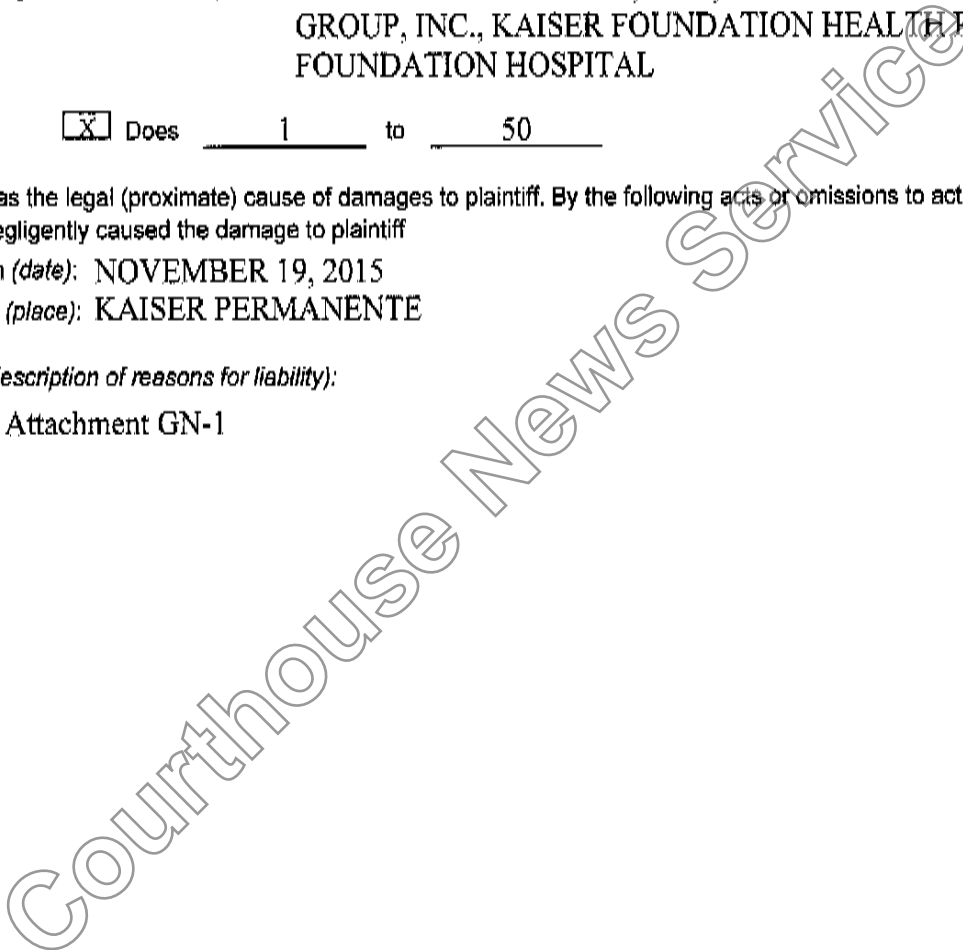 GROUP, INC., KAISER FOUNDATION HEALTH
FOUNDATION HOSPITAL
X Does 1 to 50
as the legal (proximate) cause of damages to plaintiff. By the following acts or omissions to act
egligently caused the damage to plaintiff
n (date): NOVEMBER 19, 2015
(place): KAISER PERMANENTE
escription of reasons for liability):
Attachment GN-1
Courthouse News Service